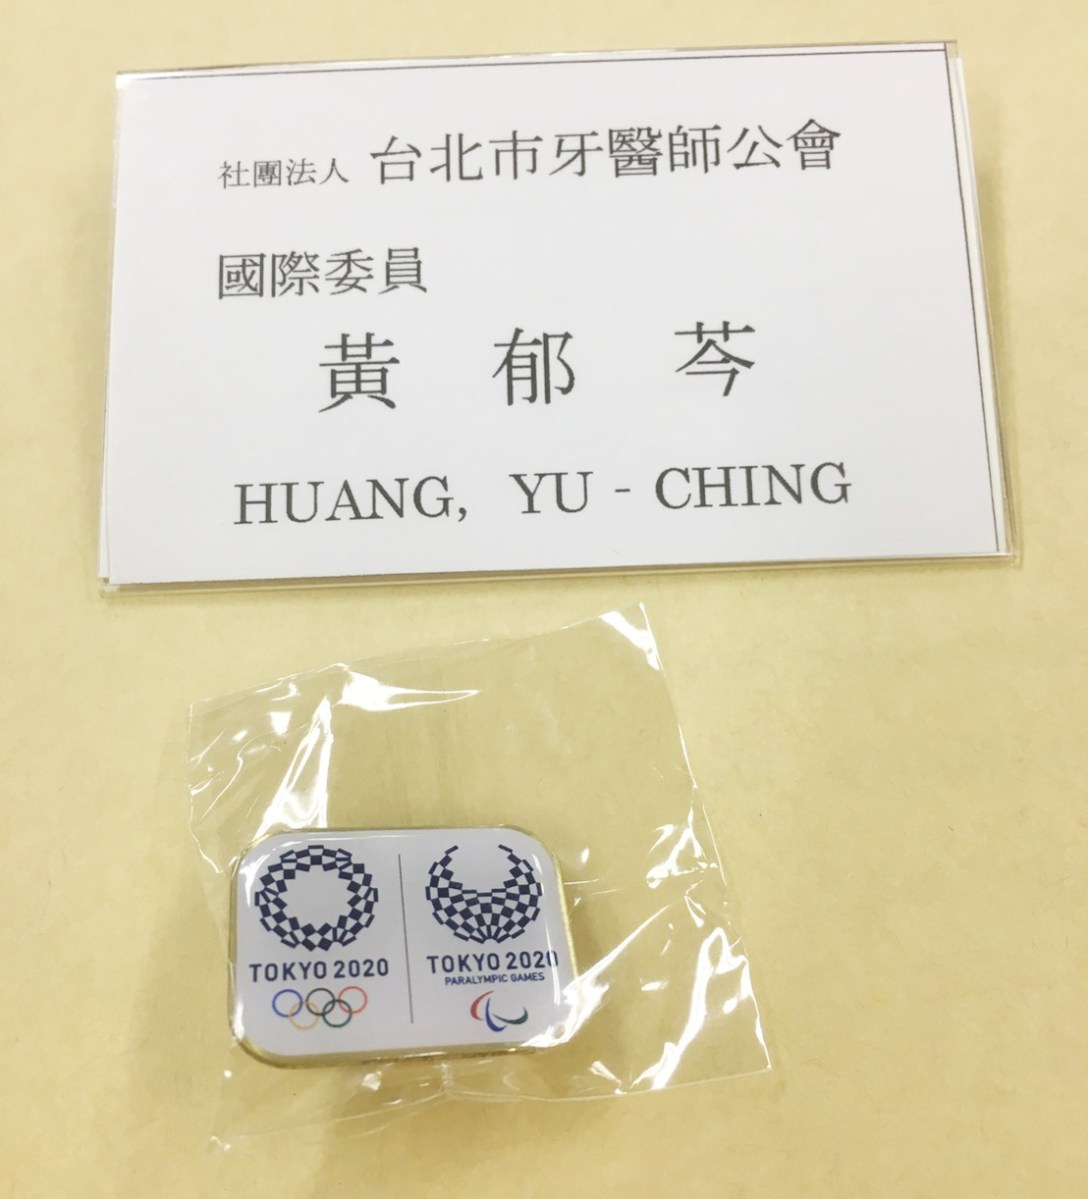 社團法人 台北市牙醫師公會
國際委員
黃 郁 芩
HUANG, YU - CHING
TOKYO 2020
TOKYO 2020
PARALYMPIC GAMES